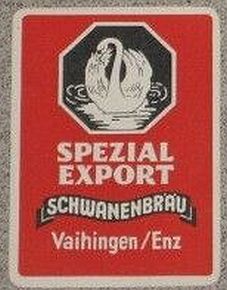 SPEZIAL
EXPORT
SCHWANENBRÄU
Vaihingen/Enz